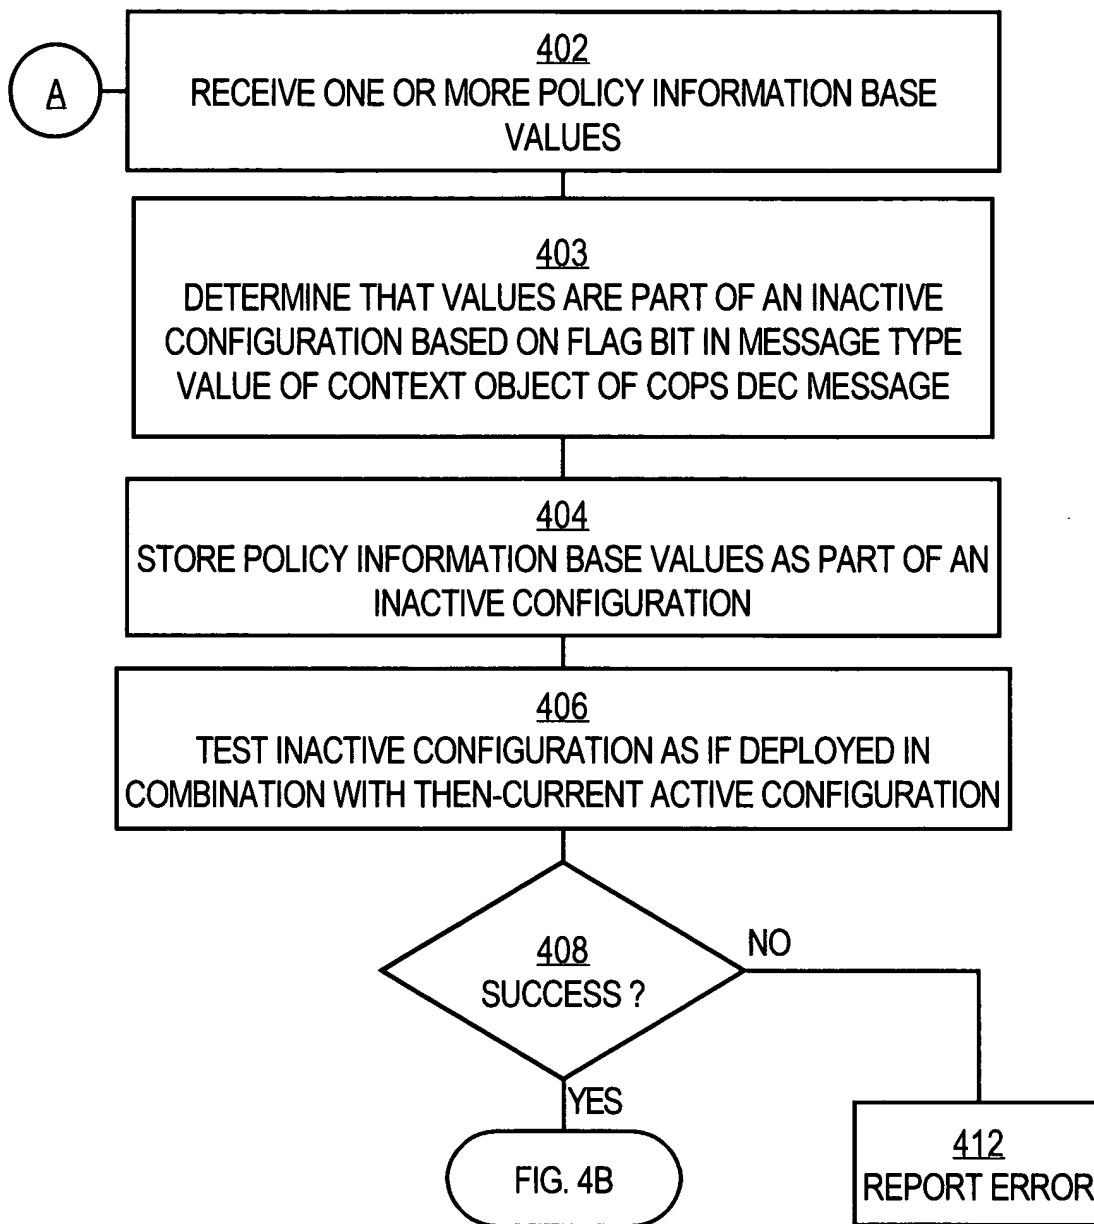 A
402
RECEIVE ONE OR MORE POLICY INFORMATION BASE
VALUES
403
DETERMINE THAT VALUES ARE PART OF AN INACTIVE
CONFIGURATION BASED ON FLAG BIT IN MESSAGE TYPE
VALUE OF CONTEXT OBJECT OF COPS DEC MESSAGE
404
STORE POLICY INFORMATION BASE VALUES AS PART OF AN
INACTIVE CONFIGURATION
406
TEST INACTIVE CONFIGURATION AS IF DEPLOYED IN
COMBINATION WITH THEN-CURRENT ACTIVE CONFIGURATION
408
SUCCESS ?
NO
YES
FIG. 4B
412
REPORT ERROR